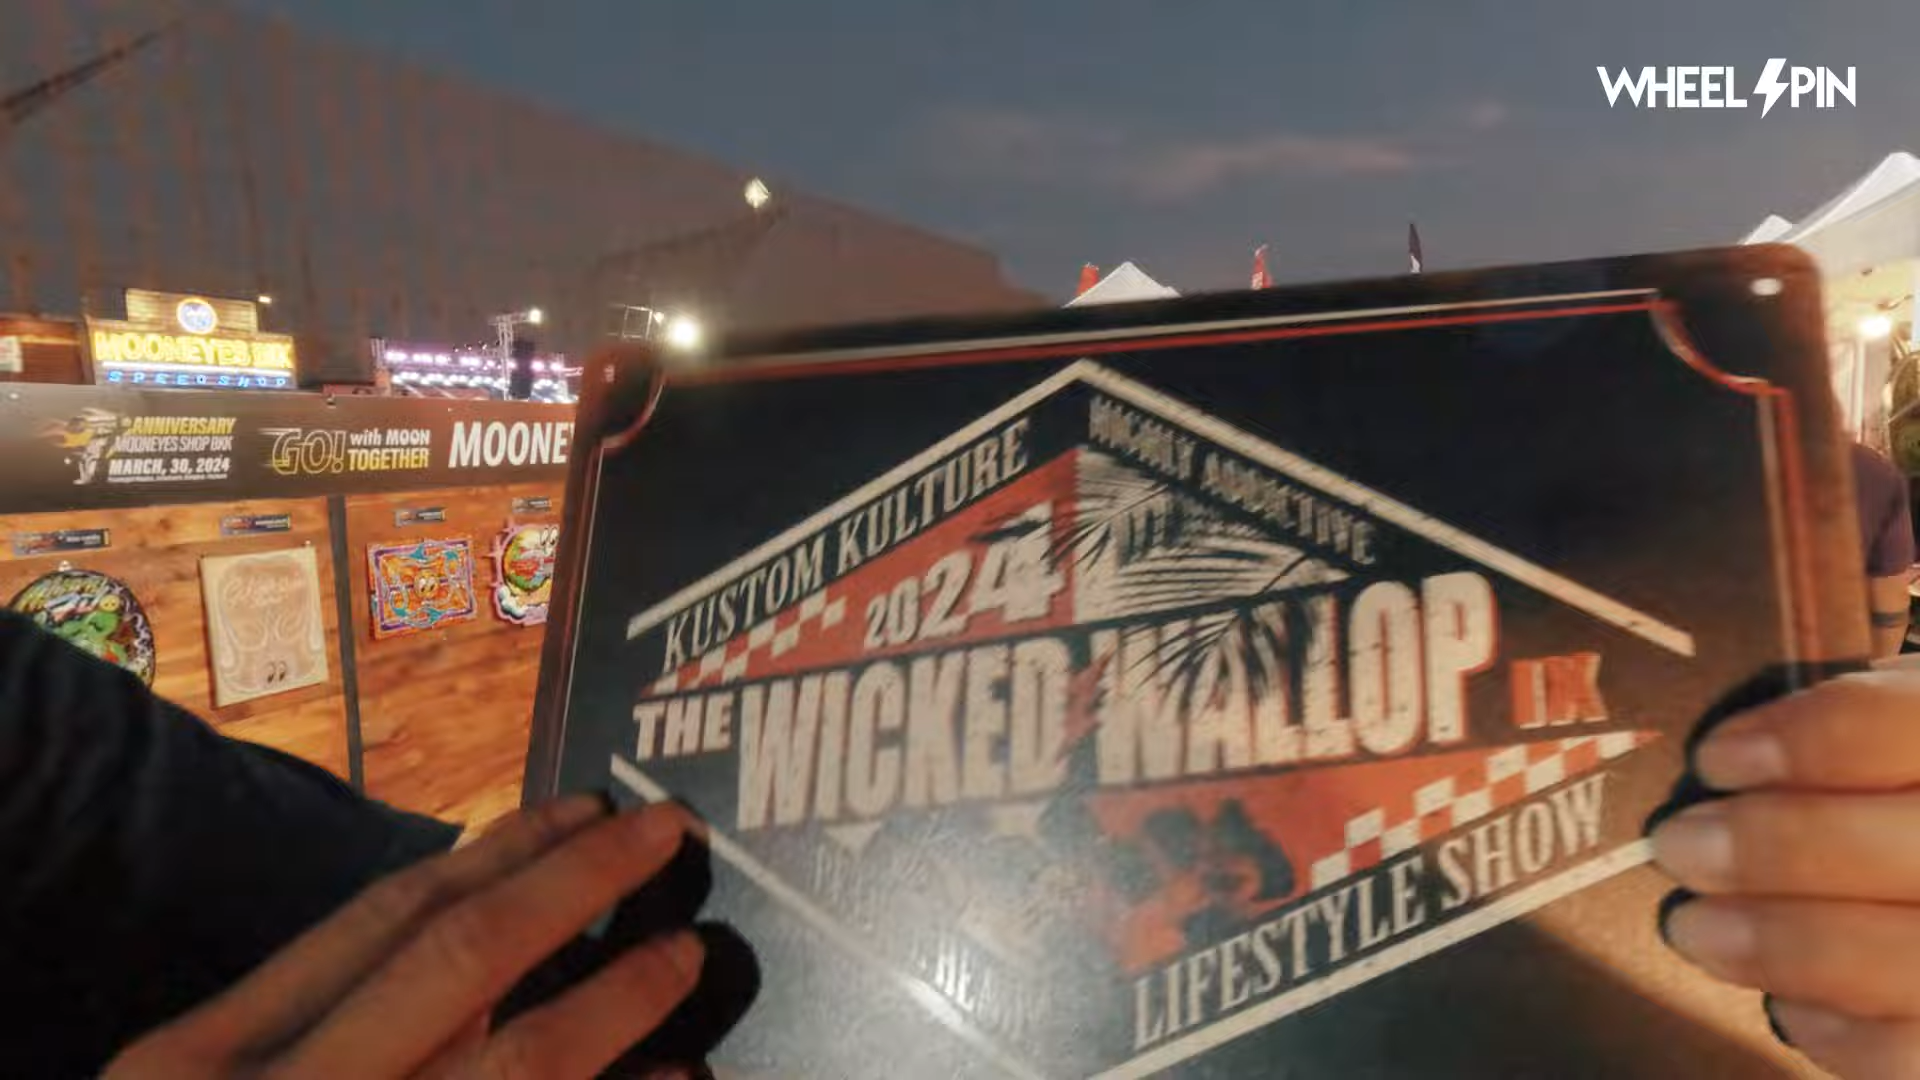 WHEEL SPIN
MOONEYES BKK
SPEED SHOP
ANNIVERSARY
MOONEYES SHOP BKK
MARCH, 30, 2024
GO! with MOON
TOGETHER
MOONEY
KUSTOM KULTURE
HIGHLY ADDICTIVE
2024
THE WICKED WALLOP
LIFESTYLE SHOW